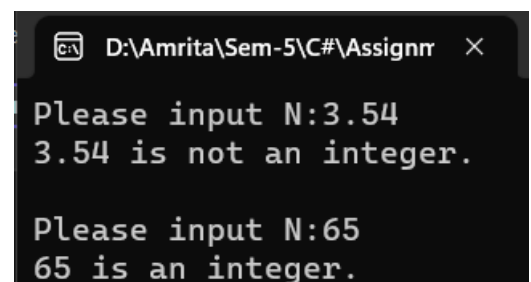 D:\Amrita\Sem-5\C#\Assignm
Please input N:3.54
3.54 is not an integer.
Please input N:65
65 is an integer.